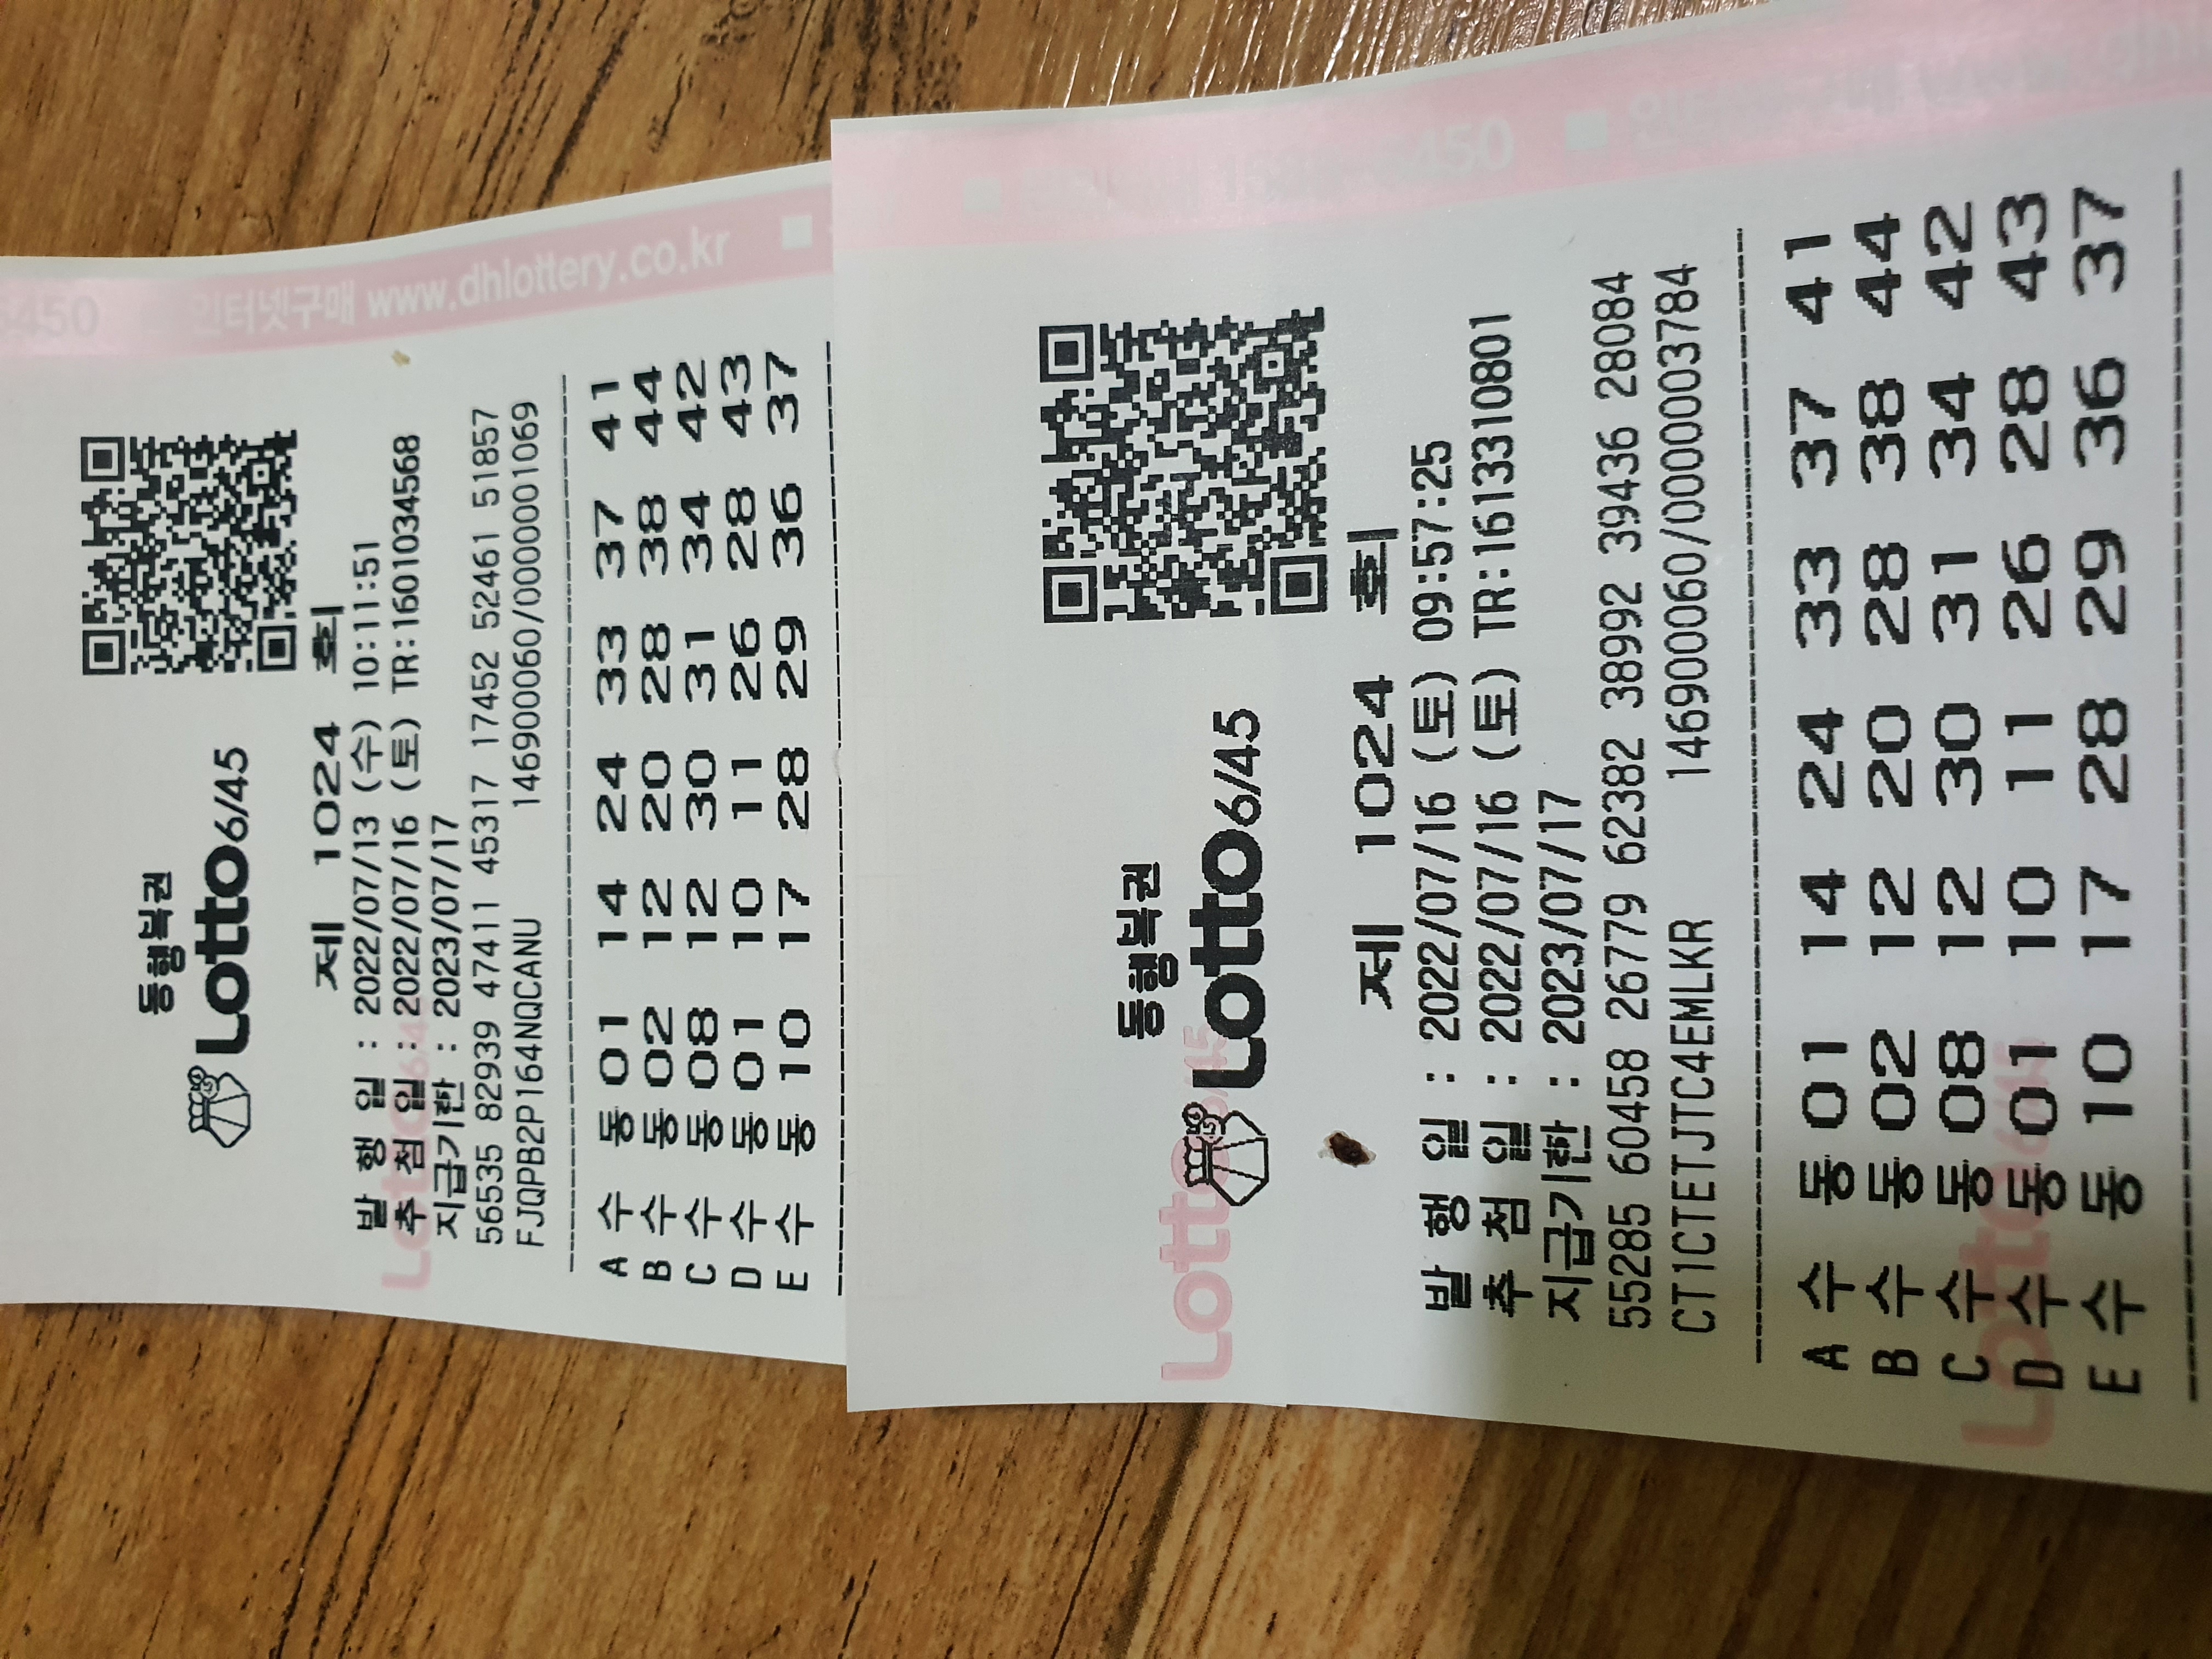 인터넷구매 www.dhlottery.co.kr
동행복권
Lotto6/45
제 1024 회
발 행 일 : 2022/07/13 (수) 10:11:51
추 첨 일 : 2022/07/16 (토) TR:1601034568
지급기한 : 2023/07/17
56535 82939 47411 45317 17452 52461 51857
FJQPB2P164NQCANU 146900060/0000001069
A 수 동 01 14 24 33 37 41
B 수 동 02 12 20 28 38 44
C 수 동 08 12 30 31 34 42
D 수 동 01 10 11 26 28 43
E 수 동 10 17 28 29 36 37
동행복권
Lotto6/45
제 1024 회
발 행 일 : 2022/07/16 (토) 09:57:25
추 첨 일 : 2022/07/16 (토) TR:1613310801
지급기한 : 2023/07/17
55285 60458 26779 62382 38992 39436 28084
CT1CTETJTC4EMLKR 146900060/0000003784
A 수 동 01 14 24 33 37 41
B 수 동 02 12 20 28 38 44
C 수 동 08 12 30 31 34 42
D 수 동 01 10 11 26 28 43
E 수 동 10 17 28 29 36 37